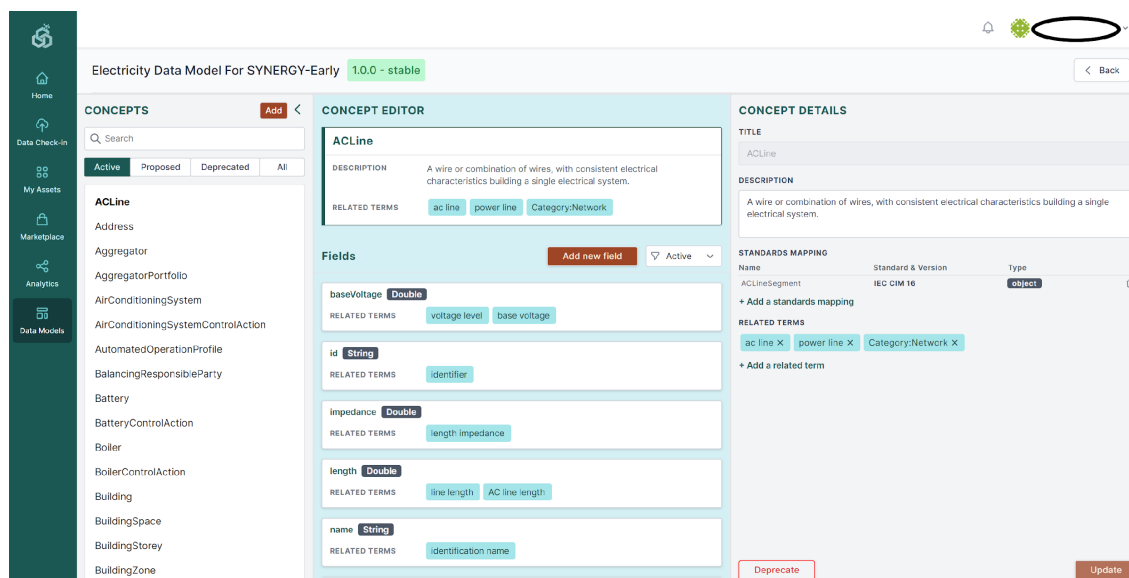 Home
Data Check-in
My Assets
Marketplace
Analytics
Data Models
Electricity Data Model For SYNERGY-Early 1.0.0 - stable
Back
CONCEPTS Add
Search
Active Proposed Deprecated All
ACLine
Address
Aggregator
AggregatorPortfolio
AirConditioningSystem
AirConditioningSystemControlAction
AutomatedOperationProfile
BalancingResponsibleParty
Battery
BatteryControlAction
Boiler
BoilerControlAction
Building
BuildingSpace
BuildingStorey
BuildingZone
CONCEPT EDITOR
ACLine
DESCRIPTION A wire or combination of wires, with consistent electrical
characteristics building a single electrical system.
RELATED TERMS ac line power line Category:Network
Fields Add new field Active
baseVoltage Double
RELATED TERMS voltage level base voltage
id String
RELATED TERMS identifier
impedance Double
RELATED TERMS length impedance
length Double
RELATED TERMS line length AC line length
name String
RELATED TERMS identification name
CONCEPT DETAILS
TITLE
ACLine
DESCRIPTION
A wire or combination of wires, with consistent electrical characteristics building a single
electrical system.
STANDARDS MAPPING
Name Standard & Version Type
ACLineSegment IEC CIM 16 object
+ Add a standards mapping
RELATED TERMS
ac line × power line × Category:Network ×
+ Add a related term
Deprecate Update